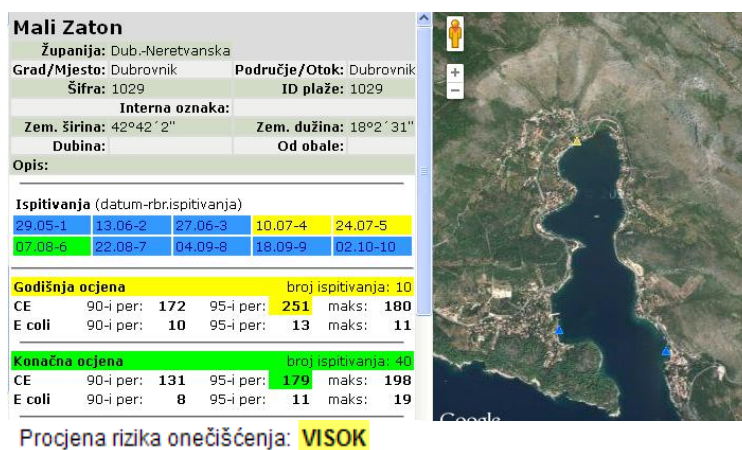 Mali Zaton
Županija: Dub.-Neretvanska
Grad/Mjesto: Dubrovnik Područje/Otok: Dubrovnik
Šifra: 1029 ID plaže: 1029
Interna oznaka:
Zem. širina: 42°42´2" Zem. dužina: 18°2´31"
Dubina: Od obale:
Opis:
Ispitivanja (datum-rbr.ispitivanja)
29.05-1 13.06-2 27.06-3 10.07-4 24.07-5
07.08-6 22.08-7 04.09-8 18.09-9 02.10-10
Godišnja ocjena broj ispitivanja: 10
CE 90-i per: 172 95-i per: 251 maks: 180
E coli 90-i per: 10 95-i per: 13 maks: 11
Konačna ocjena broj ispitivanja: 40
CE 90-i per: 131 95-i per: 179 maks: 198
E coli 90-i per: 8 95-i per: 11 maks: 19
Google
Procjena rizika onečišćenja: VISOK